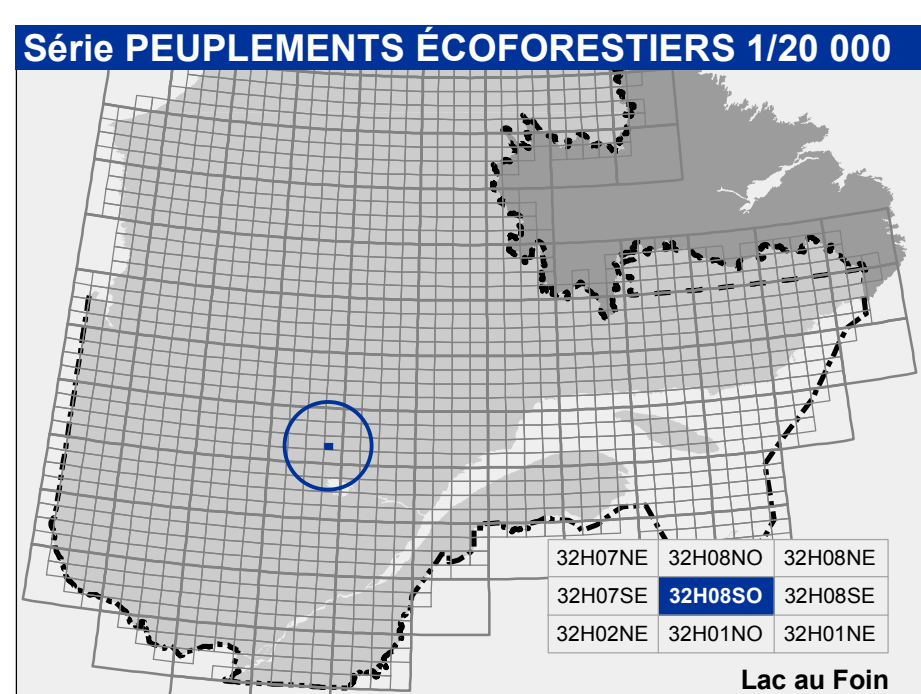 Série PEUPLEMENTS ÉCOFORESTIERS 1/20 000
32H07NE 32H08NO 32H08NE
32H07SE 32H08SO 32H08SE
32H02NE 32H01NO 32H01NE
Lac au Foin